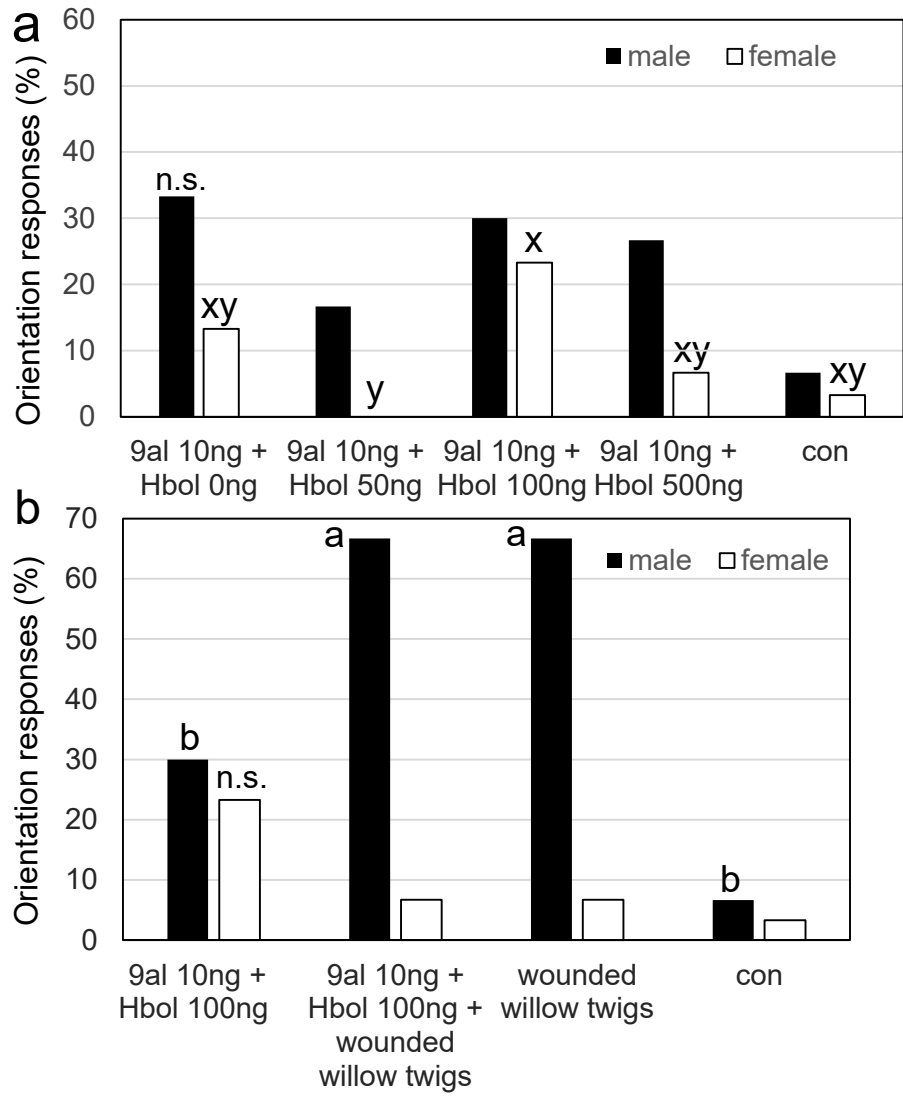 a
Orientation responses (%)
60
50
40
30
20
10
0
male female
n.s.
xy
y
x
xy
xy
9al 10ng + Hbol 0ng
9al 10ng + Hbol 50ng
9al 10ng + Hbol 100ng
9al 10ng + Hbol 500ng
con
b
Orientation responses (%)
70
60
50
40
30
20
10
0
male female
b
n.s.
a
a
b
9al 10ng +
Hbol 100ng
9al 10ng +
Hbol 100ng +
wounded
willow twigs
wounded
willow twigs
con